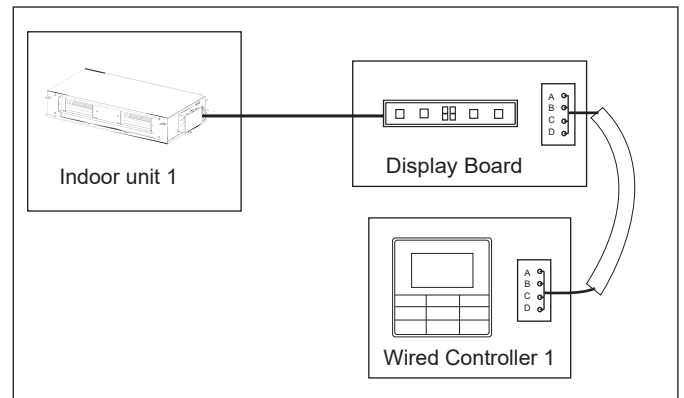 Indoor unit 1
A
B
C
D
Display Board
A
B
C
D
Wired Controller 1